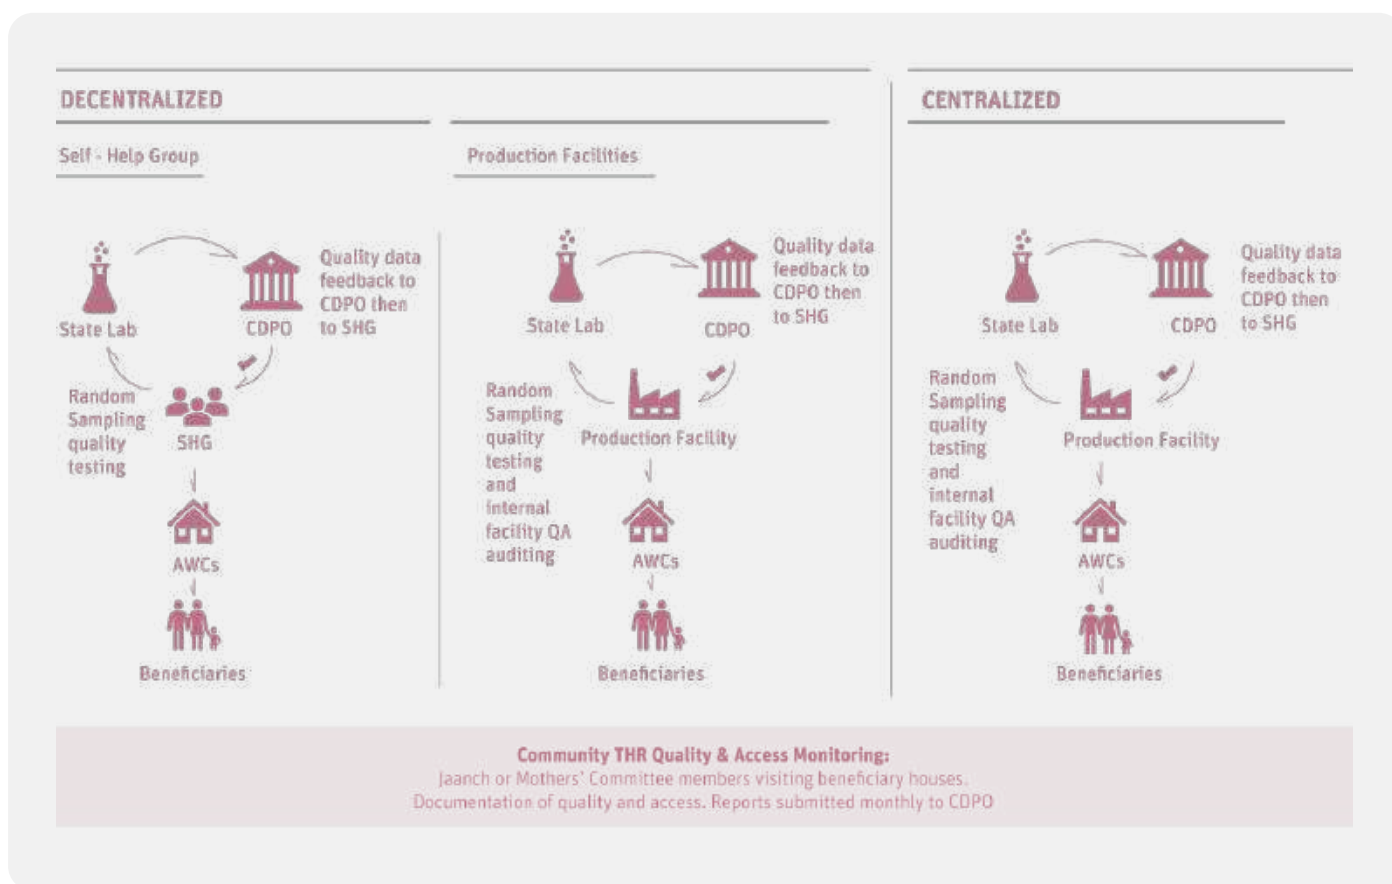 DECENTRALIZED
Self - Help Group
State Lab
CDPO
Quality data
feedback to
CDPO then
to SHG
Random
Sampling
quality
testing
SHG
AWCs
Beneficiaries
Production Facilities
State Lab
CDPO
Quality data
feedback to
CDPO then
to SHG
Random
Sampling
quality
testing
and
internal
facility QA
auditing
Production Facility
AWCs
Beneficiaries
CENTRALIZED
State Lab
CDPO
Quality data
feedback to
CDPO then
to SHG
Random
Sampling
quality
testing
and
internal
facility QA
auditing
Production Facility
AWCs
Beneficiaries
Community THR Quality & Access Monitoring:
Jaanch or Mothers' Committee members visiting beneficiary houses.
Documentation of quality and access. Reports submitted monthly to CDPO